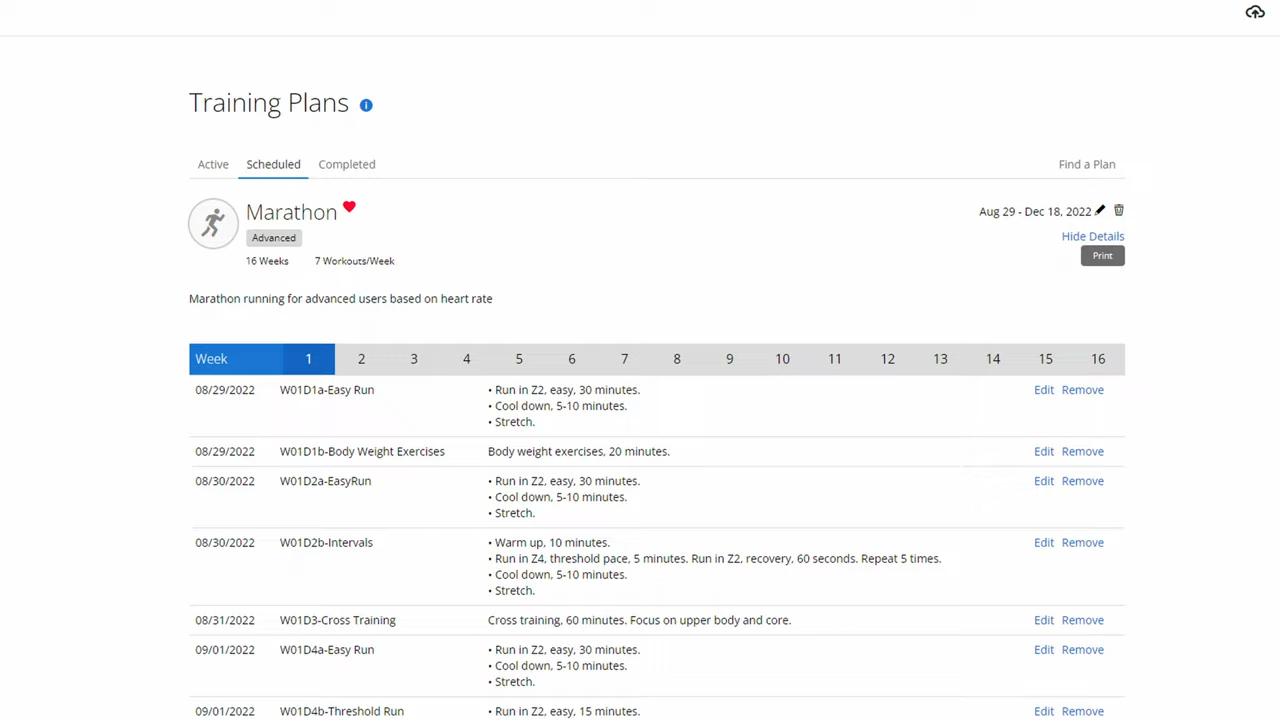 Training Plans i
Active Scheduled Completed Find a Plan
Marathon Aug 29 - Dec 18, 2022
Advanced Hide Details
16 Weeks 7 Workouts/Week Print
Marathon running for advanced users based on heart rate
Week 1 2 3 4 5 6 7 8 9 10 11 12 13 14 15 16
08/29/2022 W01D1a-Easy Run • Run in Z2, easy, 30 minutes. Edit Remove
• Cool down, 5-10 minutes.
• Stretch.
08/29/2022 W01D1b-Body Weight Exercises Body weight exercises, 20 minutes. Edit Remove
08/30/2022 W01D2a-EasyRun • Run in Z2, easy, 30 minutes. Edit Remove
• Cool down, 5-10 minutes.
• Stretch.
08/30/2022 W01D2b-Intervals • Warm up, 10 minutes. Edit Remove
• Run in Z4, threshold pace, 5 minutes. Run in Z2, recovery, 60 seconds. Repeat 5 times.
• Cool down, 5-10 minutes.
• Stretch.
08/31/2022 W01D3-Cross Training Cross training, 60 minutes. Focus on upper body and core. Edit Remove
09/01/2022 W01D4a-Easy Run • Run in Z2, easy, 30 minutes. Edit Remove
• Cool down, 5-10 minutes.
• Stretch.
09/01/2022 W01D4b-Threshold Run • Run in Z2, easy, 15 minutes. Edit Remove